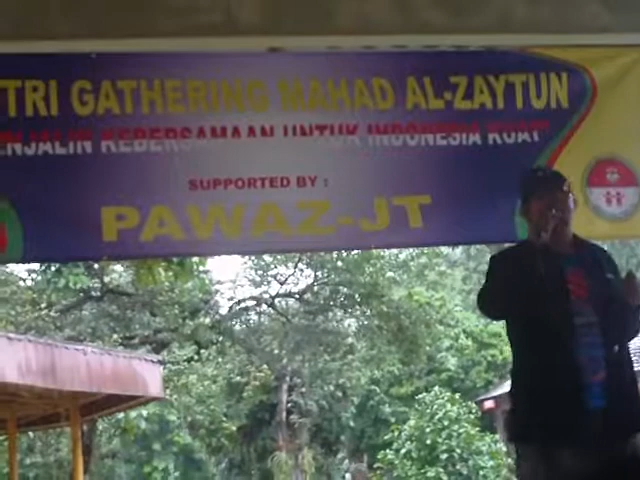 TRI GATHERING MAHAD AL-ZAYTUN
ENJALIN KEBERSAMAAN UNTUK INDONESIA KUAT"
SUPPORTED BY :
PAWAZ-JT